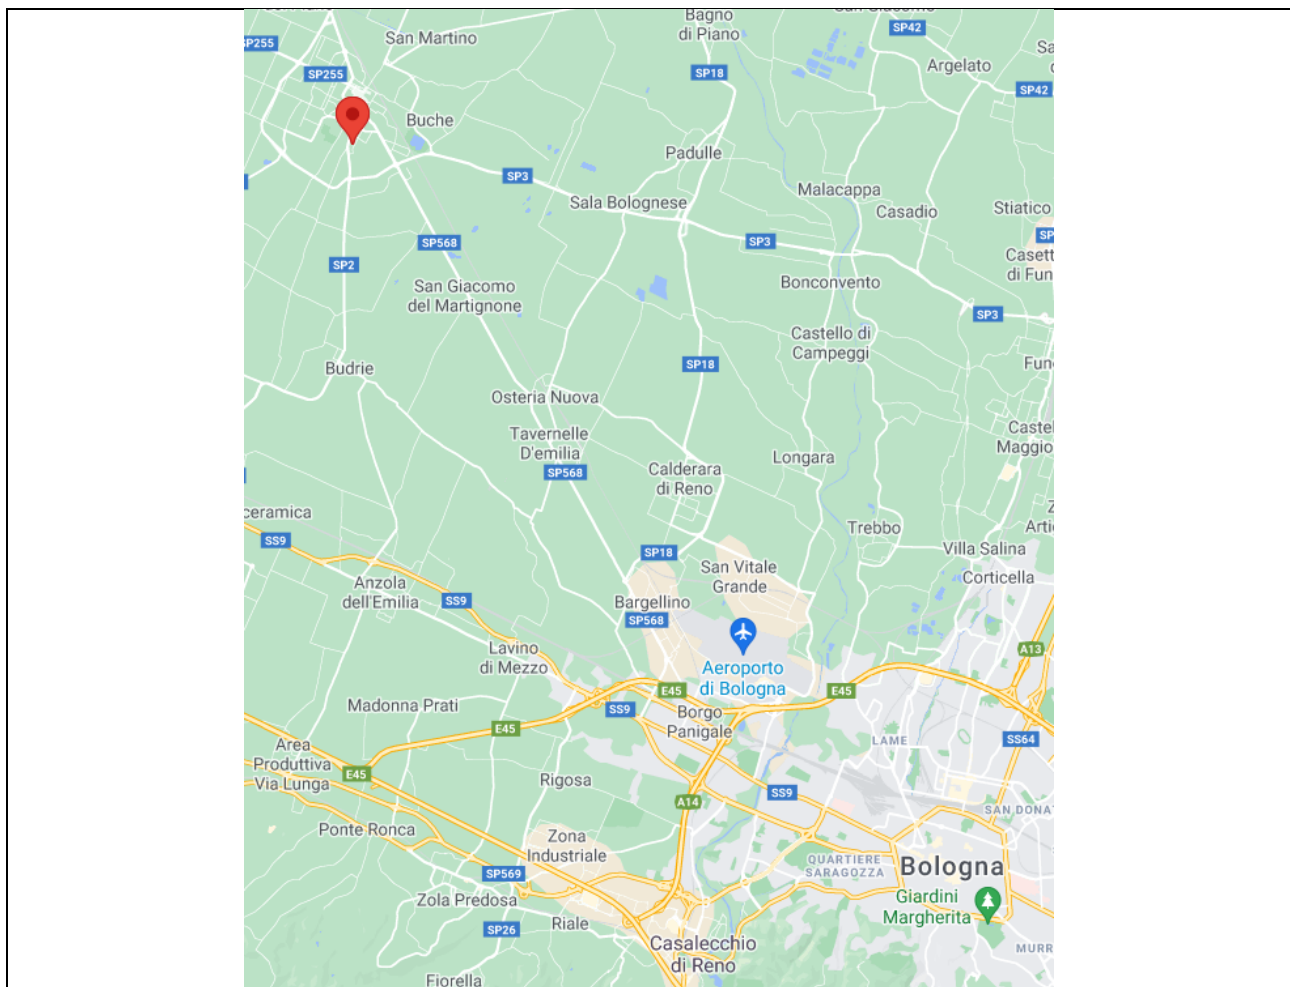 Bagno
di Piano
SP42
San Martino
SP255
Argelato
SP255
SP18
SP42
Buche
Padulle
SP3
Malacappa
Sala Bolognese
Casadio
Stiatico
SP568
SP3
SP2
Bonconvento
San Giacomo
del Martignone
SP3
Castello di
Campeggi
Budrie
SP18
Osteria Nuova
Tavernelle
D'emilia
SP568
Longara
Calderara
di Reno
Trebbo
SS9
SP18
Villa Salina
San Vitale
Grande
Corticella
Anzola
dell'Emilia
SS9
Bargellino
SP568
Lavino
di Mezzo
A13
Aeroporto
di Bologna
E45
E45
Madonna Prati
SS9
Borgo
Panigale
E45
LAME
SS64
Area
Produttiva
Via Lunga
E45
Rigosa
SS9
A14
Ponte Ronca
Zona
Industriale
QUARTIERE
SARAGOZZA
Bologna
SP569
Zola Predosa
Giardini
Margherita
Riale
SP26
Casalecchio
di Reno
Fiorella